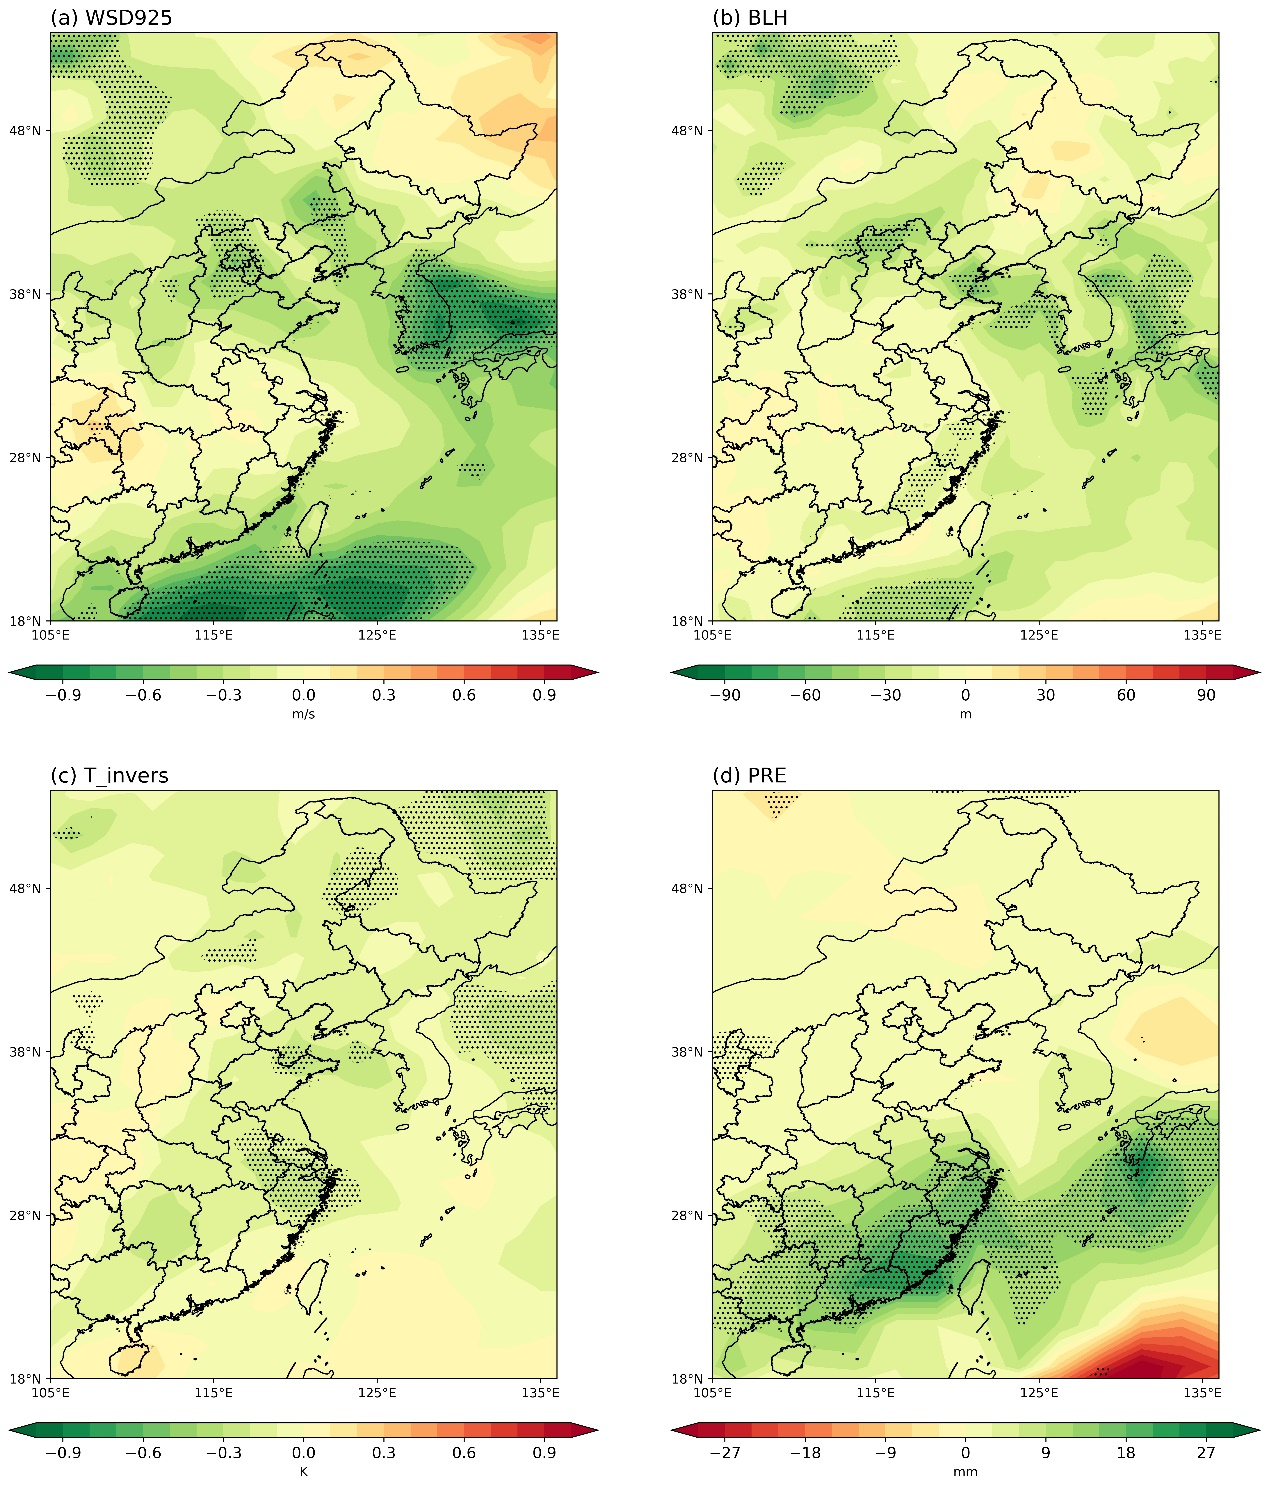 (a) WSD925
(b) BLH
48°N
38°N
28°N
18°N
105°E 115°E 125°E 135°E
48°N
38°N
28°N
18°N
105°E 115°E 125°E 135°E
−0.9 −0.6 −0.3 0.0 0.3 0.6 0.9
m/s
−90 −60 −30 0 30 60 90
m
(c) T_invers
(d) PRE
48°N
38°N
28°N
18°N
105°E 115°E 125°E 135°E
48°N
38°N
28°N
18°N
105°E 115°E 125°E 135°E
−0.9 −0.6 −0.3 0.0 0.3 0.6 0.9
K
−27 −18 −9 0 9 18 27
mm